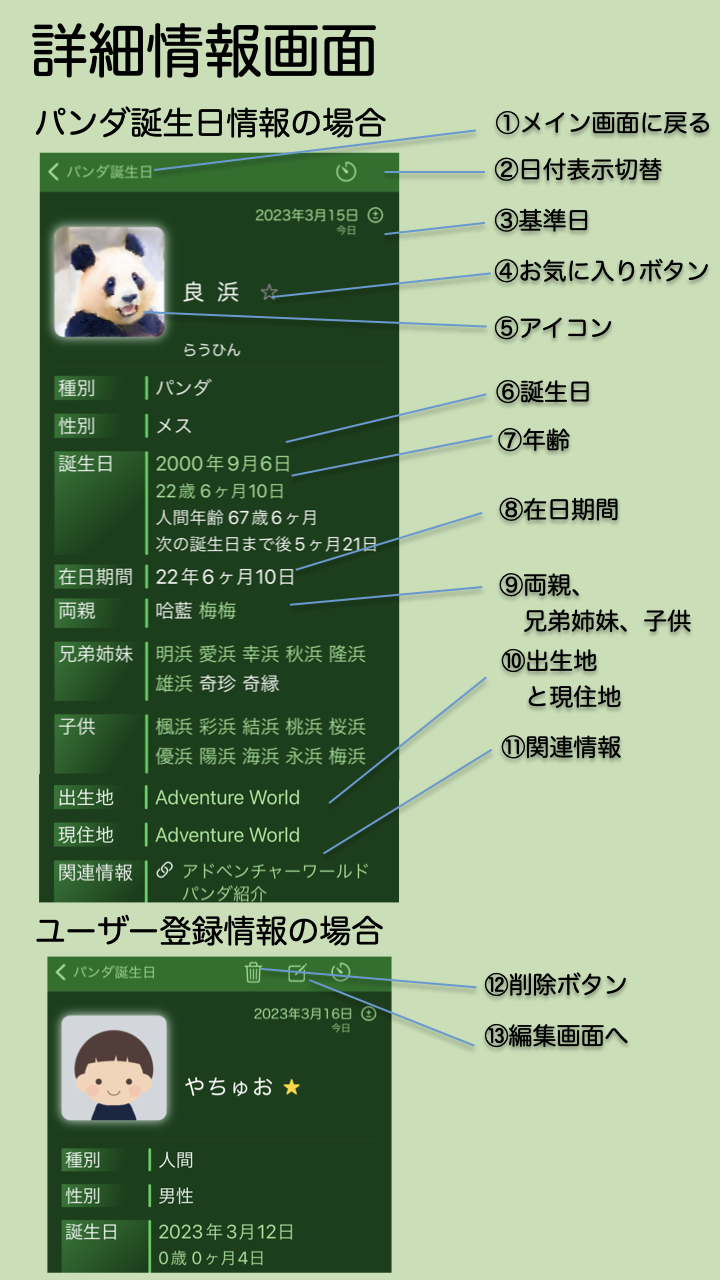 詳細情報画面
パンダ誕生日情報の場合
①メイン画面に戻る
パンダ誕生日
②日付表示切替
2023年3月15日
今日
③基準日
④お気に入りボタン
良 浜 ☆
⑤アイコン
らうひん
種別 パンダ
⑥誕生日
性別 メス
⑦年齢
誕生日 2000年9月6日
22歳6ヶ月10日
人間年齢67歳6ヶ月
次の誕生日まで後5ヶ月21日
⑧在日期間
在日期間 22年6ヶ月10日
⑨両親、
兄弟姉妹、子供
両親 哈藍 梅梅
兄弟姉妹 明浜 愛浜 幸浜 秋浜 隆浜
雄浜 奇珍 奇縁
⑩出生地
と現住地
子供 楓浜 彩浜 結浜 桃浜 桜浜
優浜 陽浜 海浜 永浜 梅浜
⑪関連情報
出生地 Adventure World
現住地 Adventure World
関連情報 アドベンチャーワールド
パンダ紹介
ユーザー登録情報の場合
パンダ誕生日
⑫削除ボタン
2023年3月16日
今日
⑬編集画面へ
やちゅお ★
種別 人間
性別 男性
誕生日 2023年3月12日
0歳0ヶ月4日